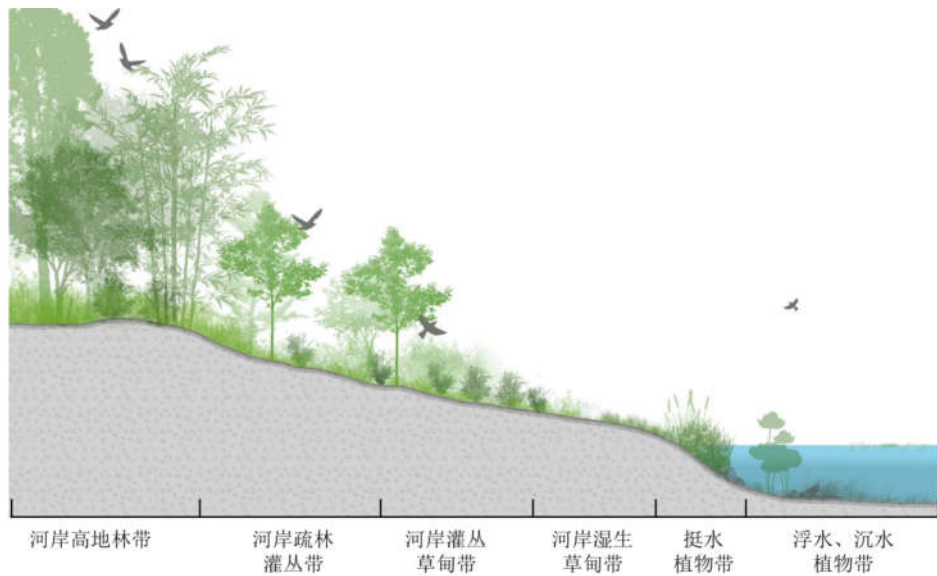 河岸高地林带
河岸疏林
灌丛带
河岸灌丛
草甸带
河岸湿生
草甸带
挺水
植物带
浮水、沉水
植物带